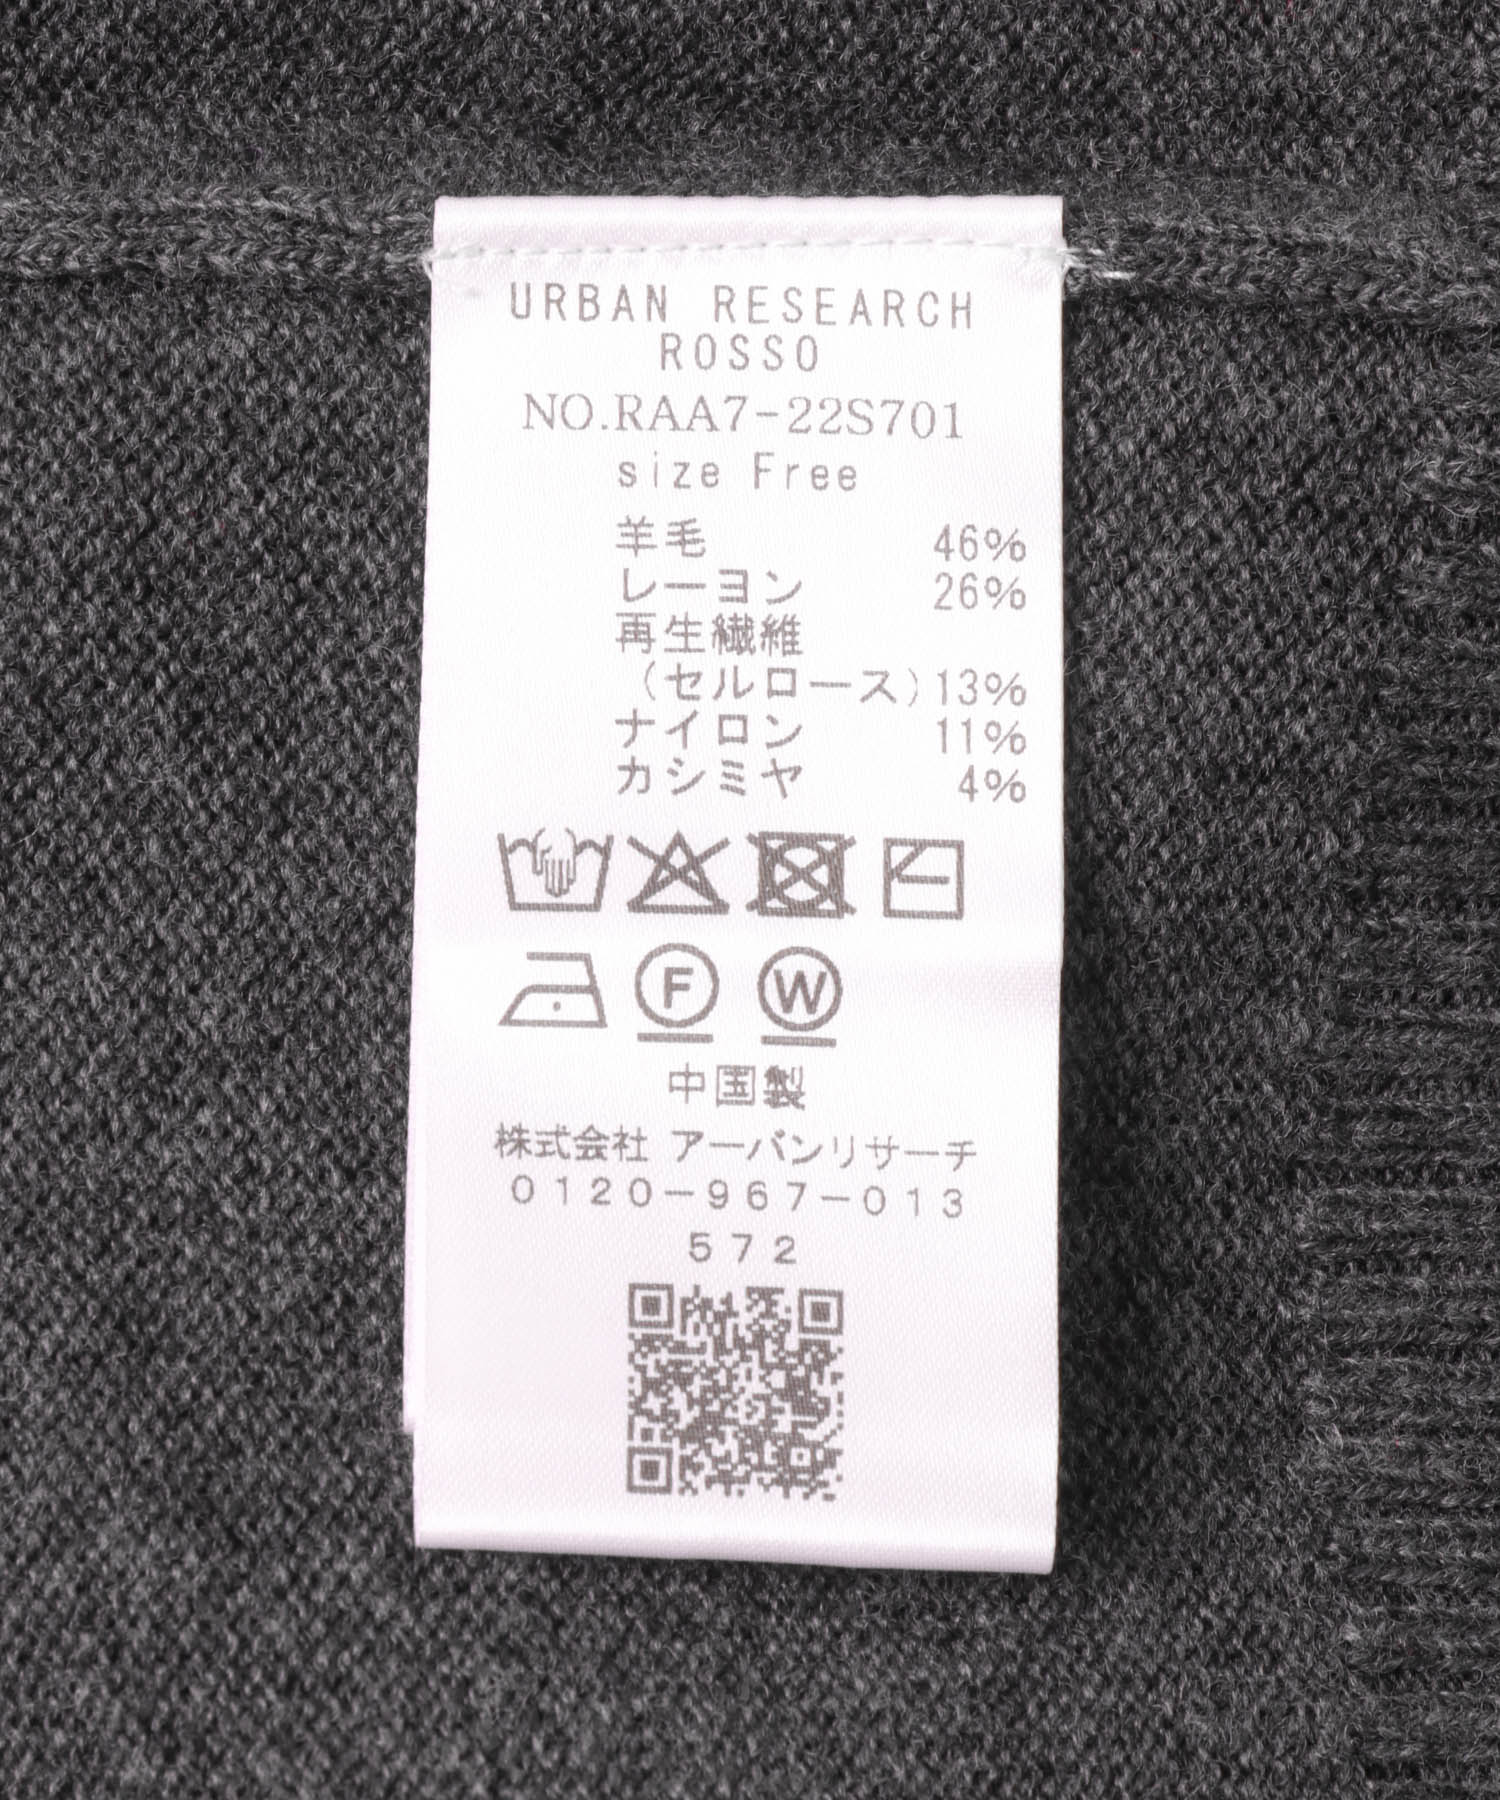 URBAN RESEARCH
ROSSO
NO.RAA7-22S701
size Free
羊毛 46%
レーヨン 26%
再生繊維
(セルロース) 13%
ナイロン 11%
カシミヤ 4%
F W
中国製
株式会社 アーバンリサーチ
0120-967-013
572